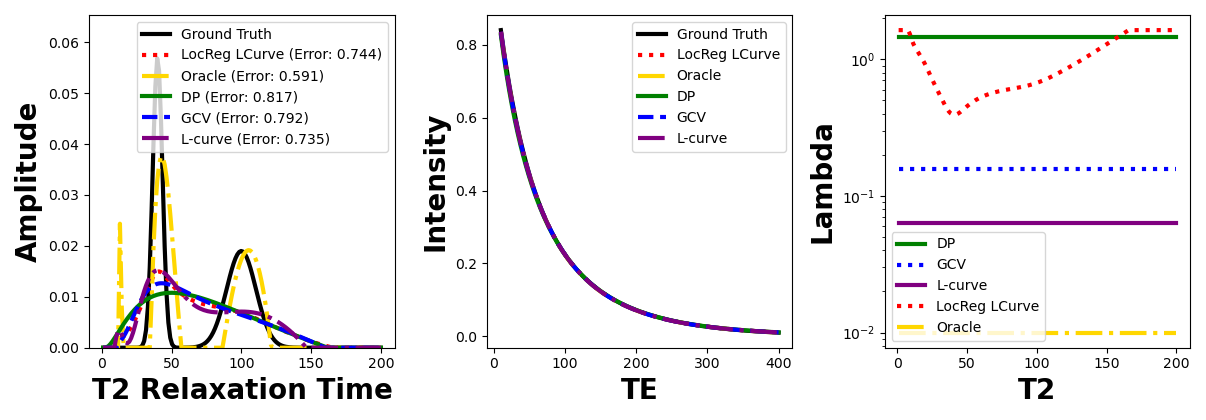 Amplitude
0.06
0.05
0.04
0.03
0.02
0.01
0.00
0
50
100
150
200
T2 Relaxation Time
Ground Truth
LocReg LCurve (Error: 0.744)
Oracle (Error: 0.591)
DP (Error: 0.817)
GCV (Error: 0.792)
L-curve (Error: 0.735)
Intensity
0.8
0.6
0.4
0.2
0.0
0
100
200
300
400
TE
Ground Truth
LocReg LCurve
Oracle
DP
GCV
L-curve
Lambda
10⁰
10⁻¹
10⁻²
0
50
100
150
200
T2
DP
GCV
L-curve
LocReg LCurve
Oracle